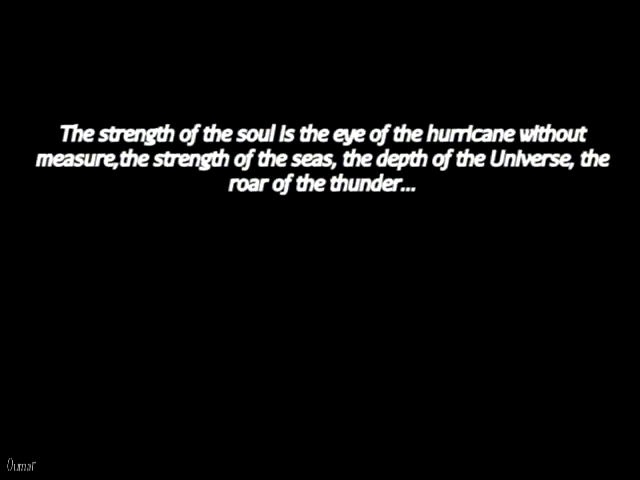 The strength of the soul is the eye of the hurricane without
measure,the strength of the seas, the depth of the Universe, the
roar of the thunder...
Oumar